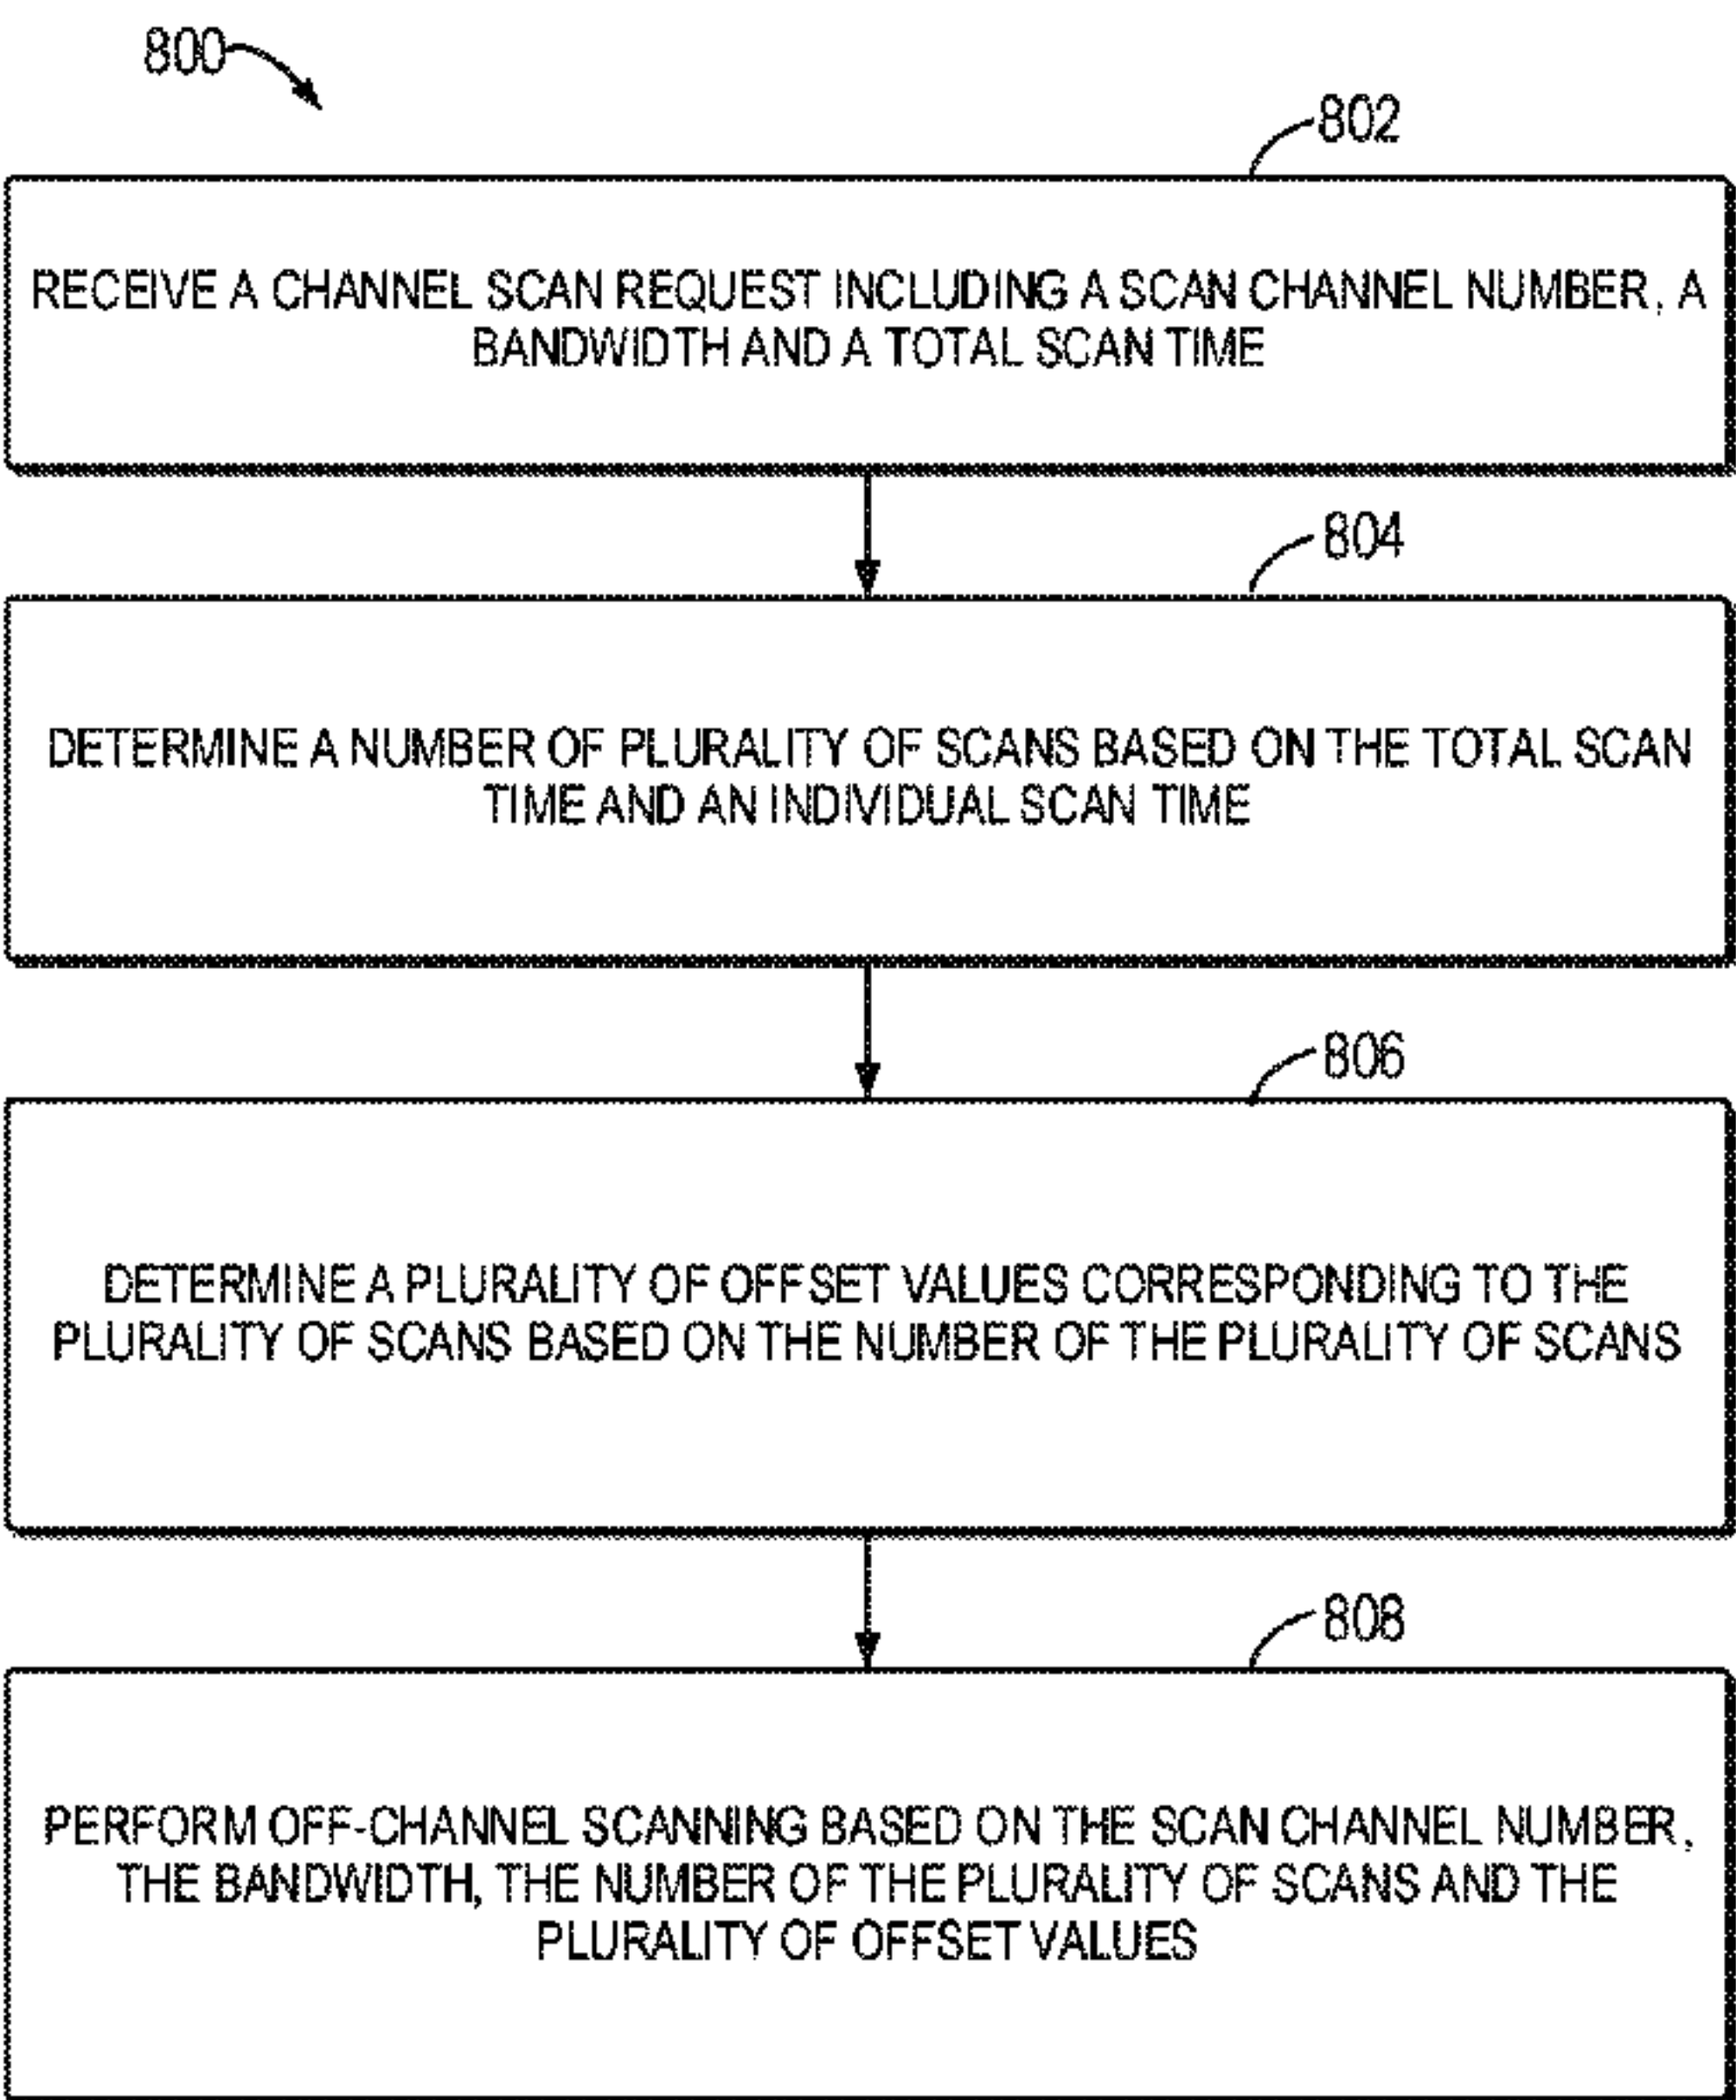 800
802
RECEIVE A CHANNEL SCAN REQUEST INCLUDING A SCAN CHANNEL NUMBER, A
BANDWIDTH AND A TOTAL SCAN TIME
804
DETERMINE A NUMBER OF PLURALITY OF SCANS BASED ON THE TOTAL SCAN
TIME AND AN INDIVIDUAL SCAN TIME
806
DETERMINE A PLURALITY OF OFFSET VALUES CORRESPONDING TO THE
PLURALITY OF SCANS BASED ON THE NUMBER OF THE PLURALITY OF SCANS
808
PERFORM OFF-CHANNEL SCANNING BASED ON THE SCAN CHANNEL NUMBER,
THE BANDWIDTH, THE NUMBER OF THE PLURALITY OF SCANS AND THE
PLURALITY OF OFFSET VALUES